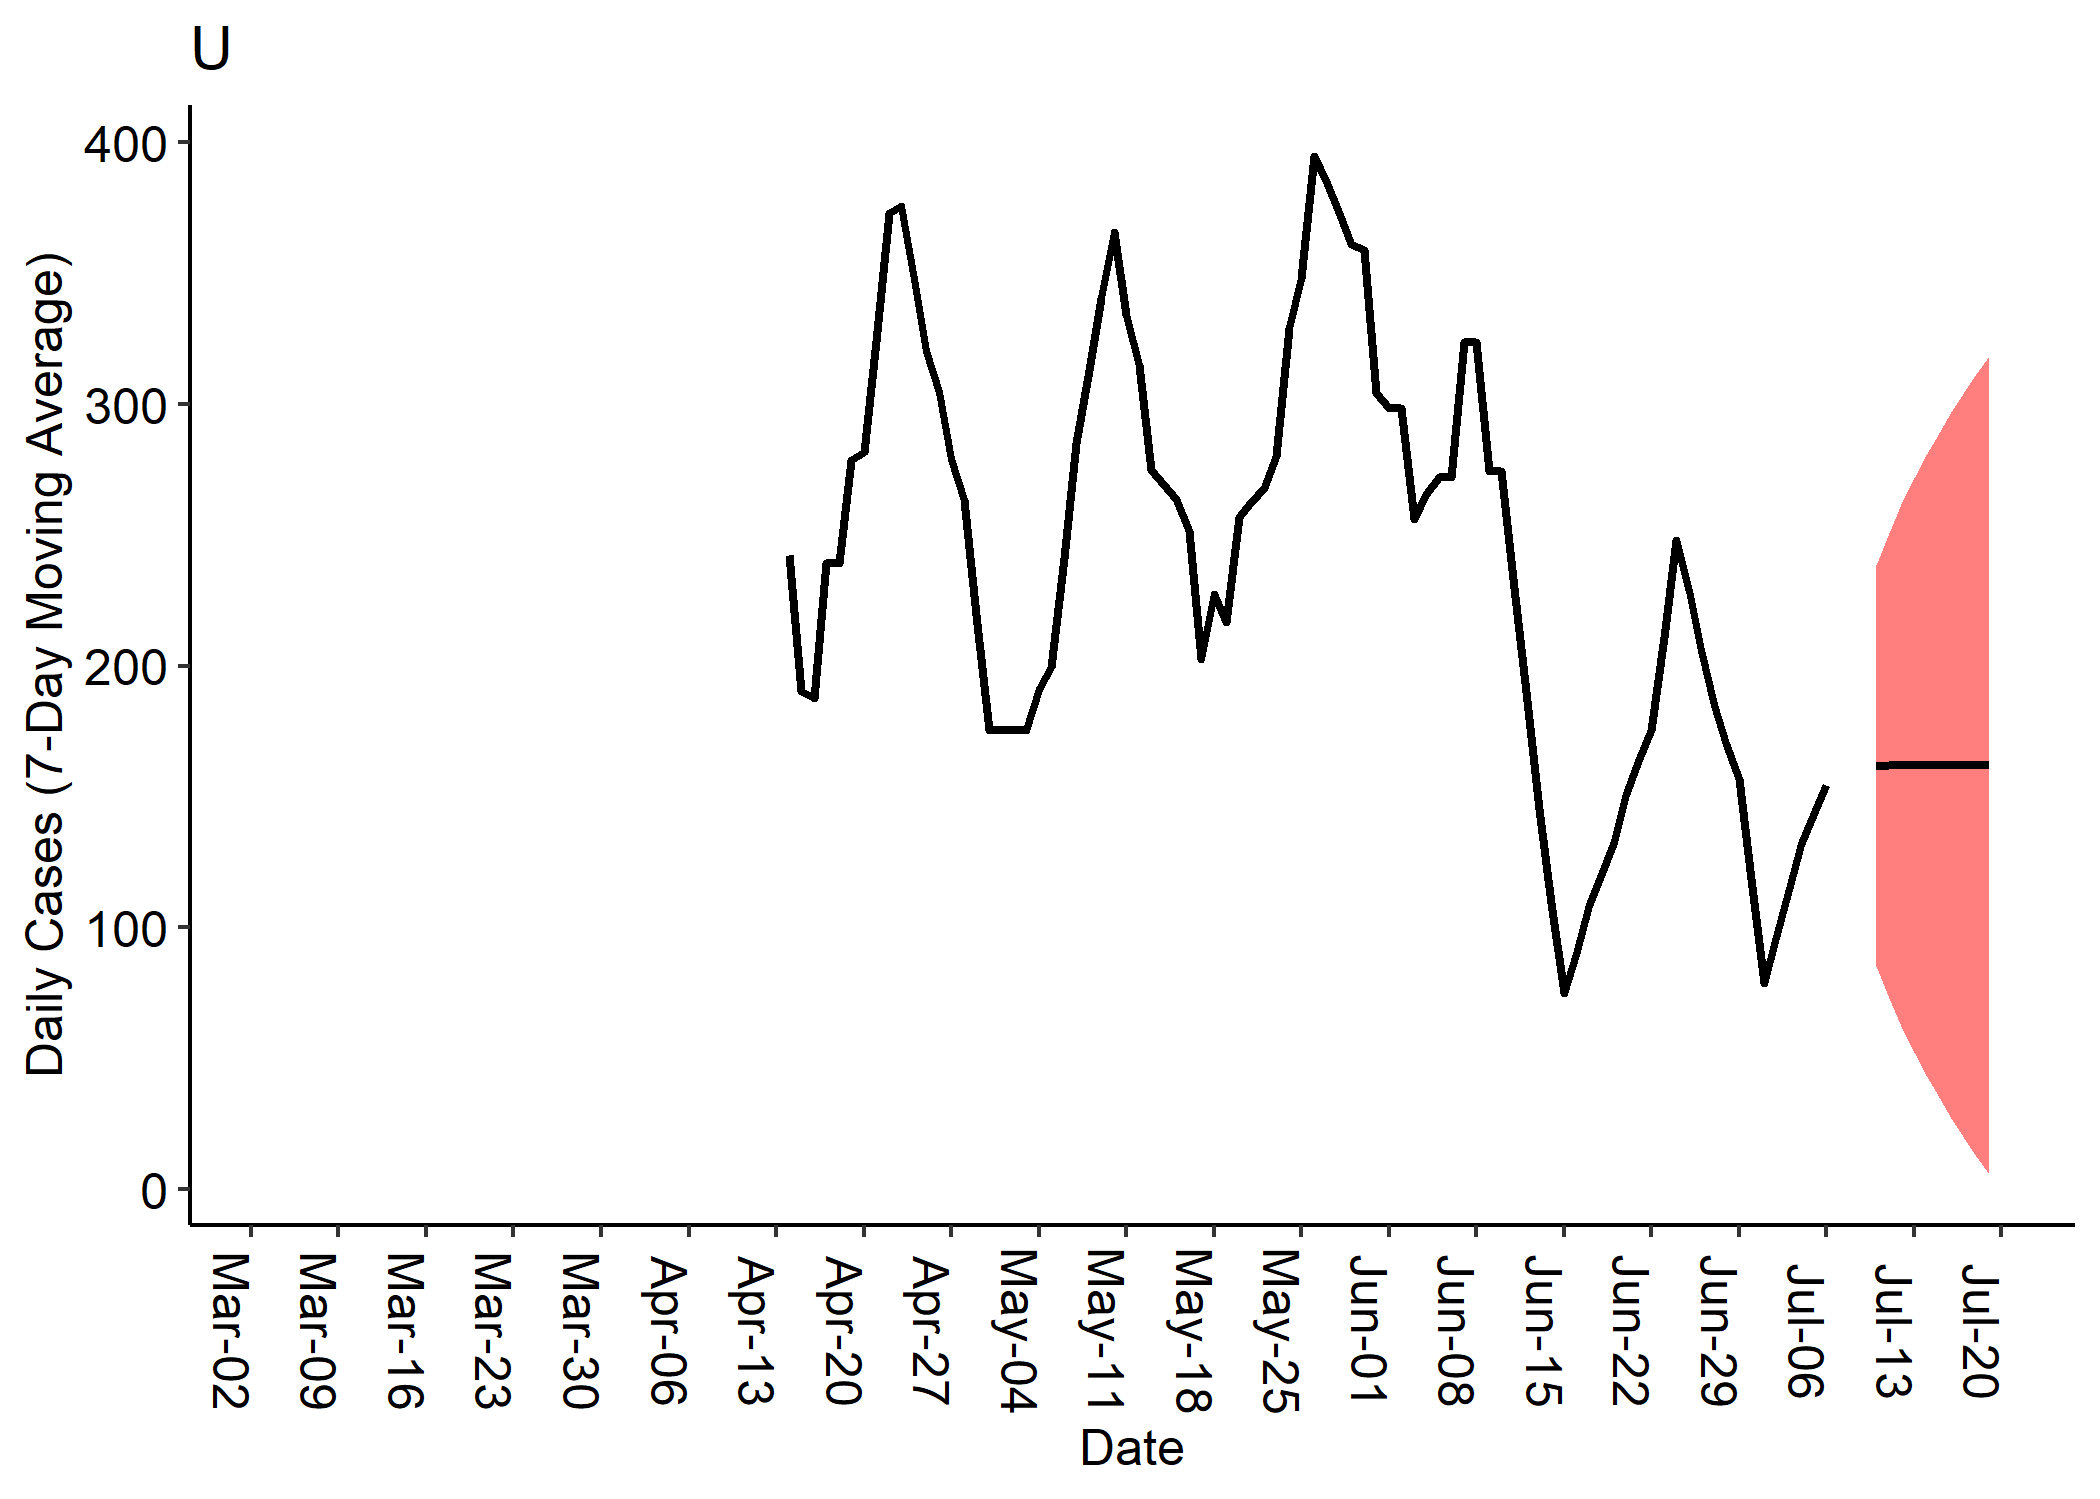 U
Daily Cases (7-Day Moving Average)
400
300
200
100
0
Mar-02
Mar-09
Mar-16
Mar-23
Mar-30
Apr-06
Apr-13
Apr-20
Apr-27
May-04
May-11
May-18
May-25
Jun-01
Jun-08
Jun-15
Jun-22
Jun-29
Jul-06
Jul-13
Jul-20
Date